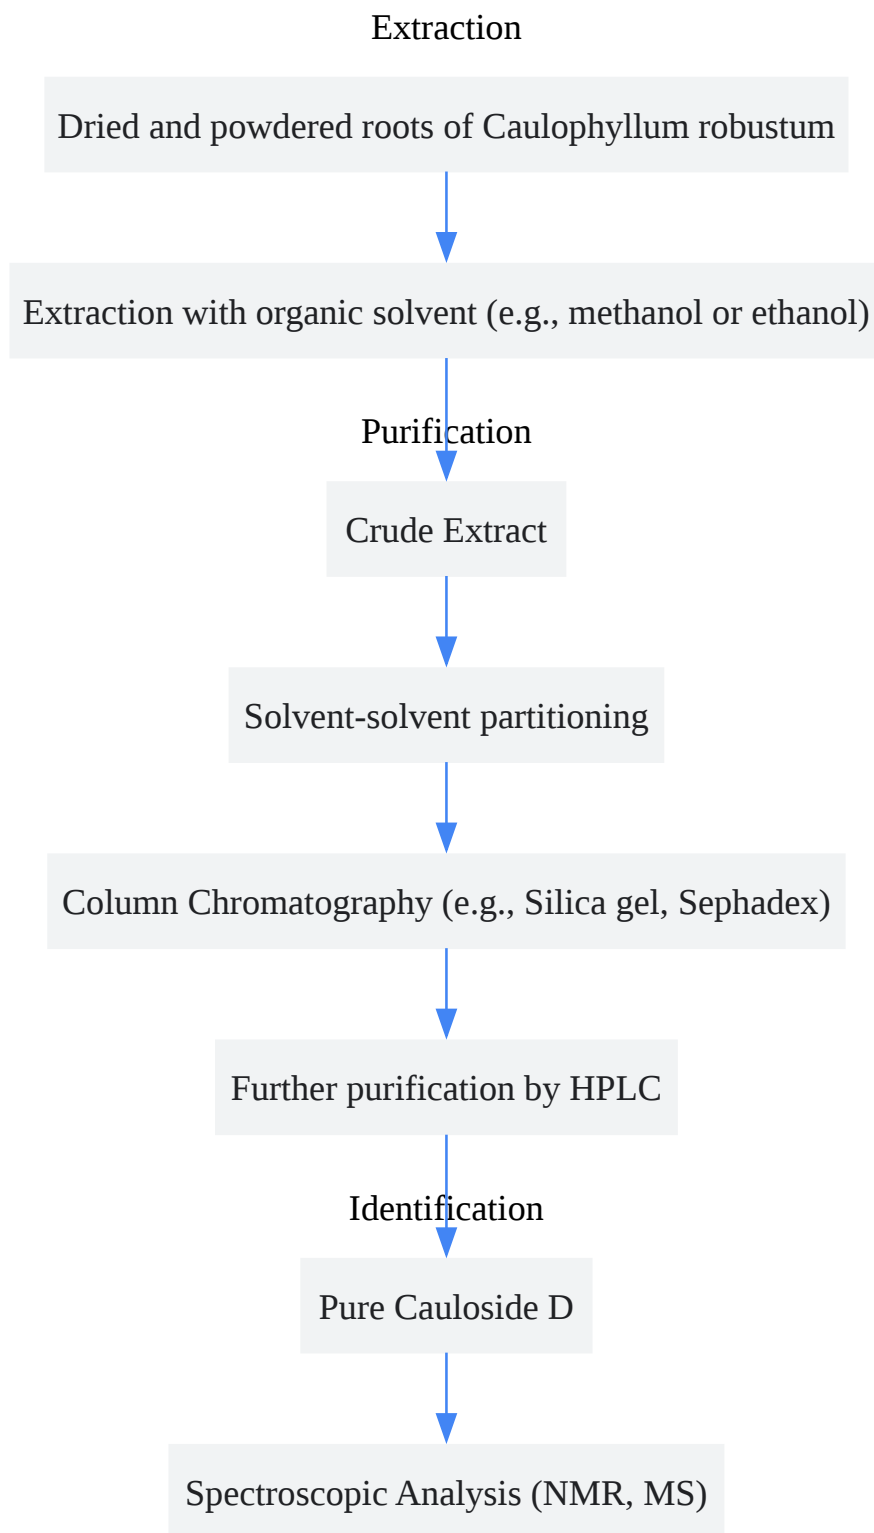 Extraction
Dried and powdered roots of Caulophyllum robustum
Extraction with organic solvent (e.g., methanol or ethanol)
Purification
Crude Extract
Solvent-solvent partitioning
Column Chromatography (e.g., Silica gel, Sephadex)
Further purification by HPLC
Identification
Pure Cauloside D
Spectroscopic Analysis (NMR, MS)